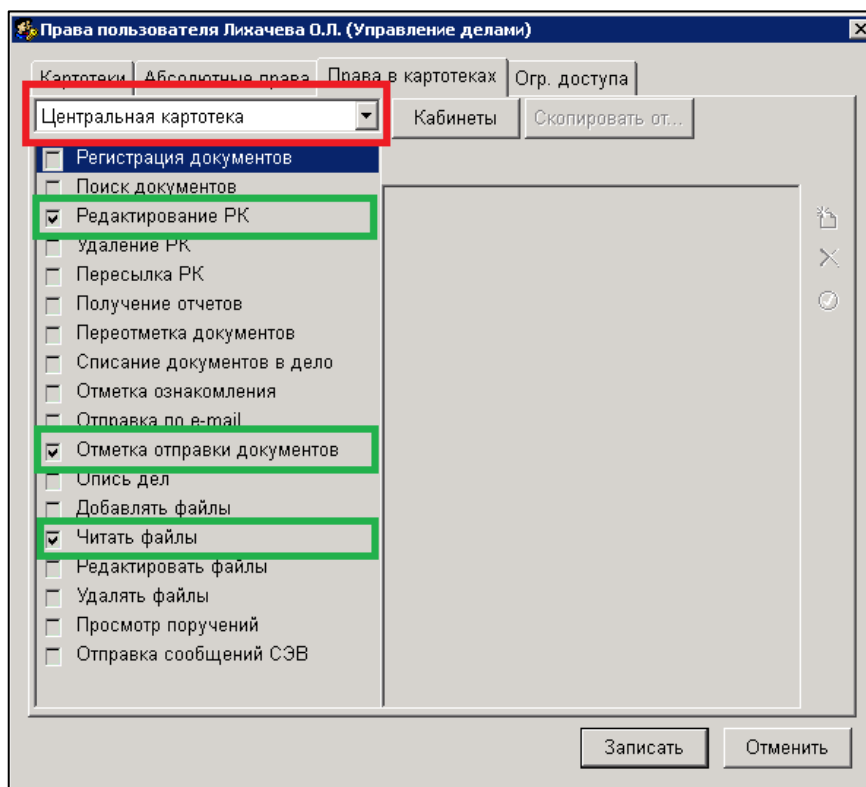 Права пользователя Лихачева О.Л. (Управление делами)
Картотеки Абсолютные права Права в картотеках Огр. доступа
Центральная картотека Кабинеты Скопировать от...
Регистрация документов
Поиск документов
Редактирование РК
Удаление РК
Пересылка РК
Получение отчетов
Переотметка документов
Списание документов в дело
Отметка ознакомления
Отправка по e-mail
Отметка отправки документов
Опись дел
Добавлять файлы
Читать файлы
Редактировать файлы
Удалять файлы
Просмотр поручений
Отправка сообщений СЭВ
Записать Отменить